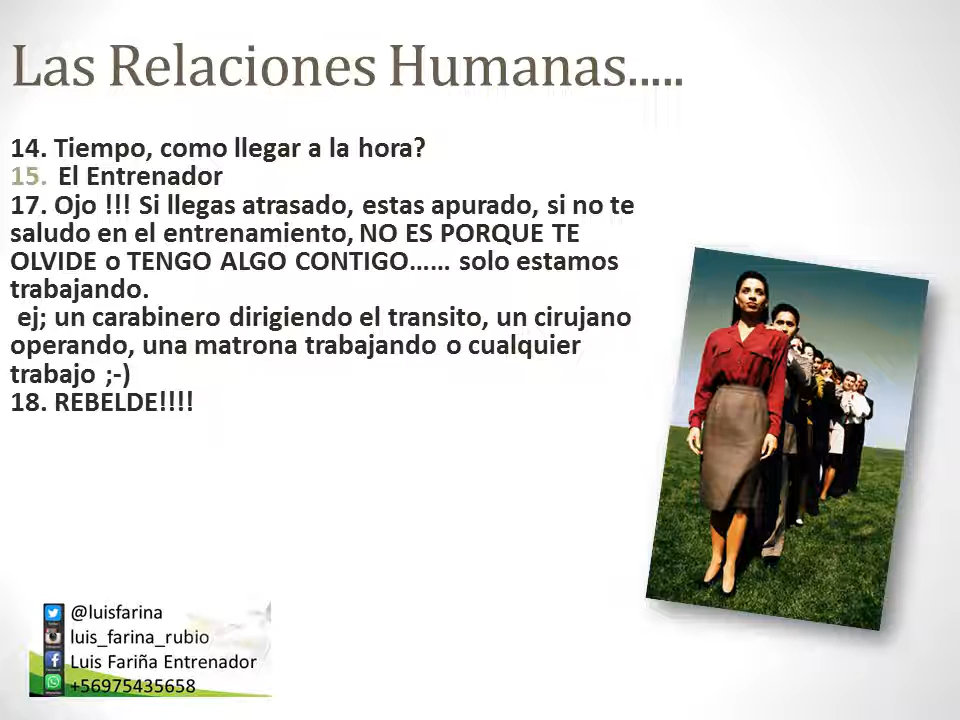 Las Relaciones Humanas.....
14. Tiempo, como llegar a la hora?
15. El Entrenador
17. Ojo !!! Si llegas atrasado, estas apurado, si no te
saludo en el entrenamiento, NO ES PORQUE TE
OLVIDE o TENGO ALGO CONTIGO...... solo estamos
trabajando.
ej; un carabinero dirigiendo el transito, un cirujano
operando, una matrona trabajando o cualquier
trabajo ;-)
18. REBELDE!!!!
@luisfarina
luis_farina_rubio
Luis Fariña Entrenador
+56975435658